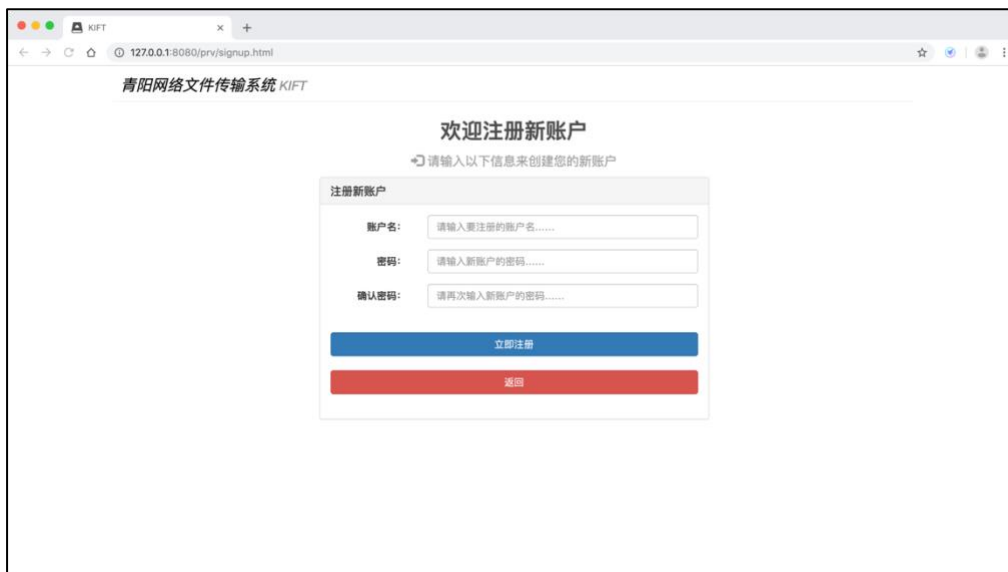 KIFT
127.0.0.1:8080/prv/signup.html
青阳网络文件传输系统 KIFT
欢迎注册新账户
请输入以下信息来创建您的新账户
注册新账户
账户名: 请输入要注册的账户名......
密码: 请输入新账户的密码......
确认密码: 请再次输入新账户的密码......
立即注册
返回